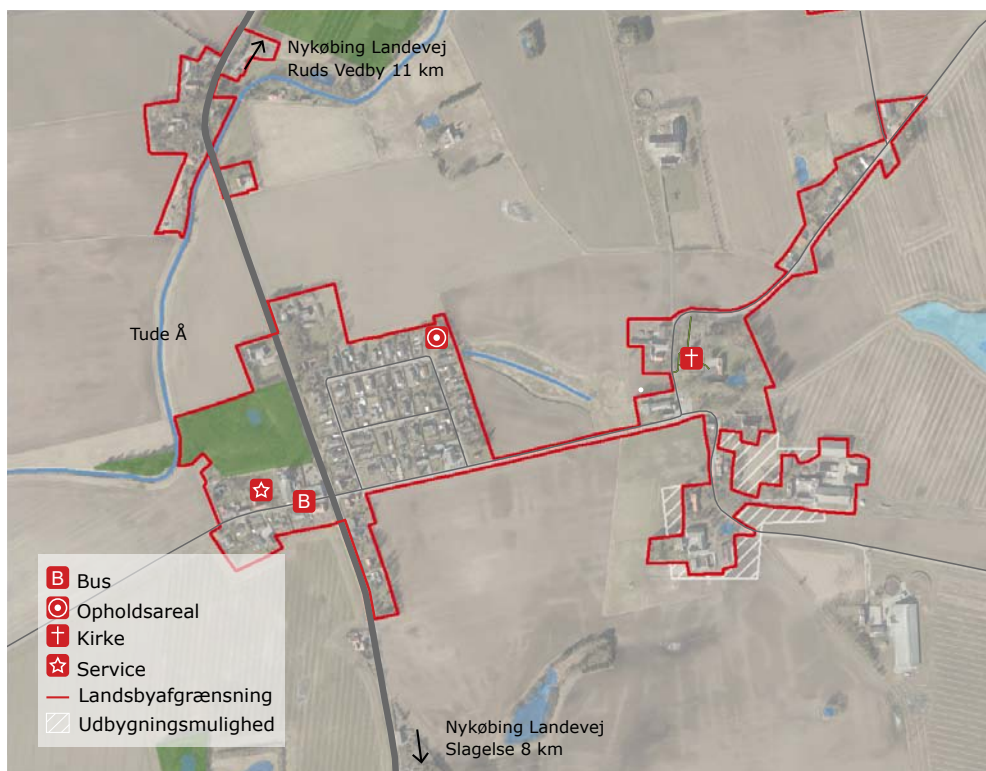 Nykøbing Landevej
Ruds Vedby 11 km
Tude Å
B
B Bus
Opholdsareal
Kirke
Service
Landsbyafgrænsning
Udbygningsmulighed
Nykøbing Landevej
Slagelse 8 km